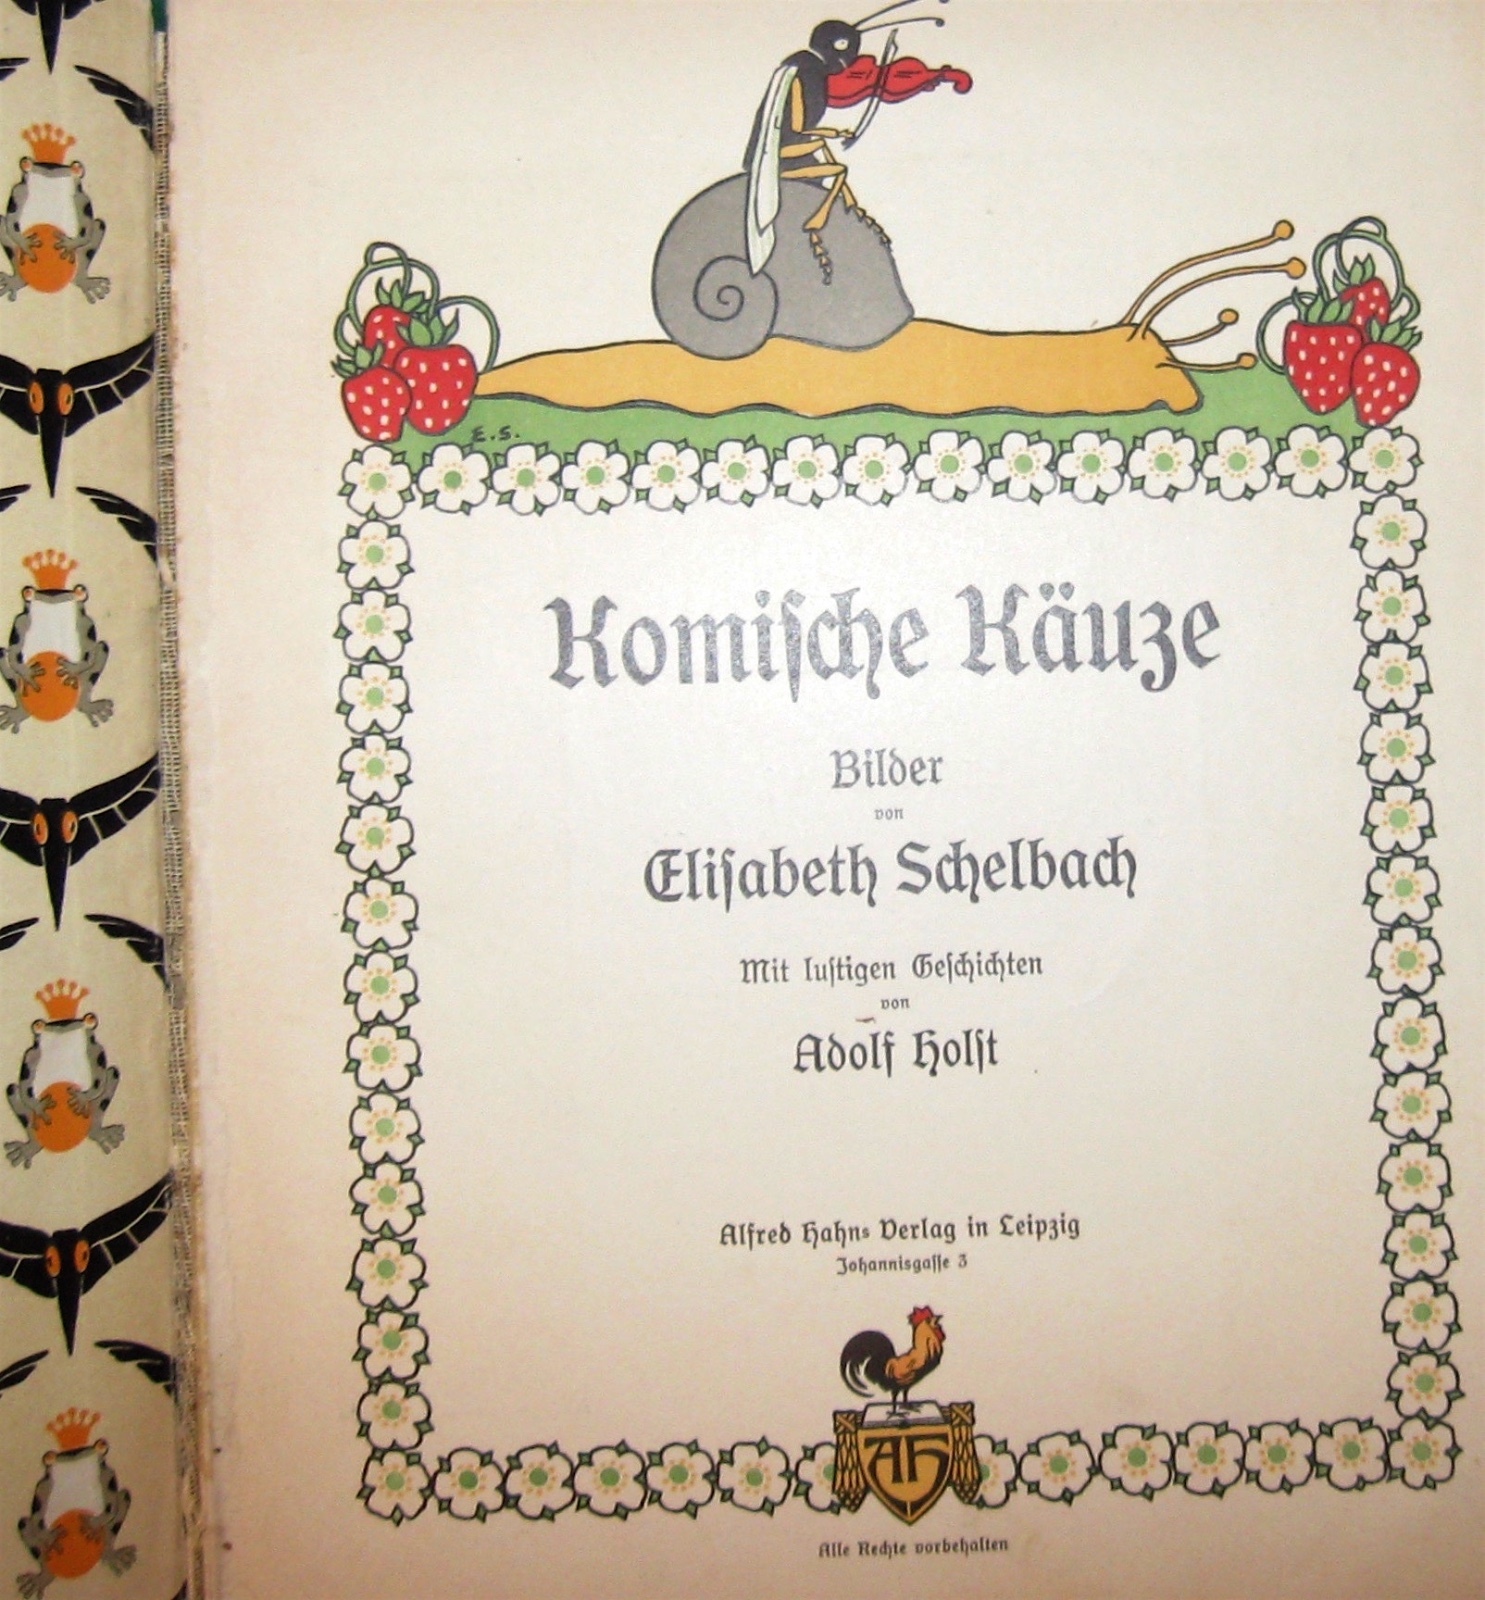 E.S.
Komiſche Käuze
Bilder
von
Eliſabeth Schelbach
Mit luſtigen Geſchichten
von
Adolf Holſt
Alfred Hahns Verlag in Leipzig
Johannisgaſſe 3
AH
Alle Rechte vorbehalten